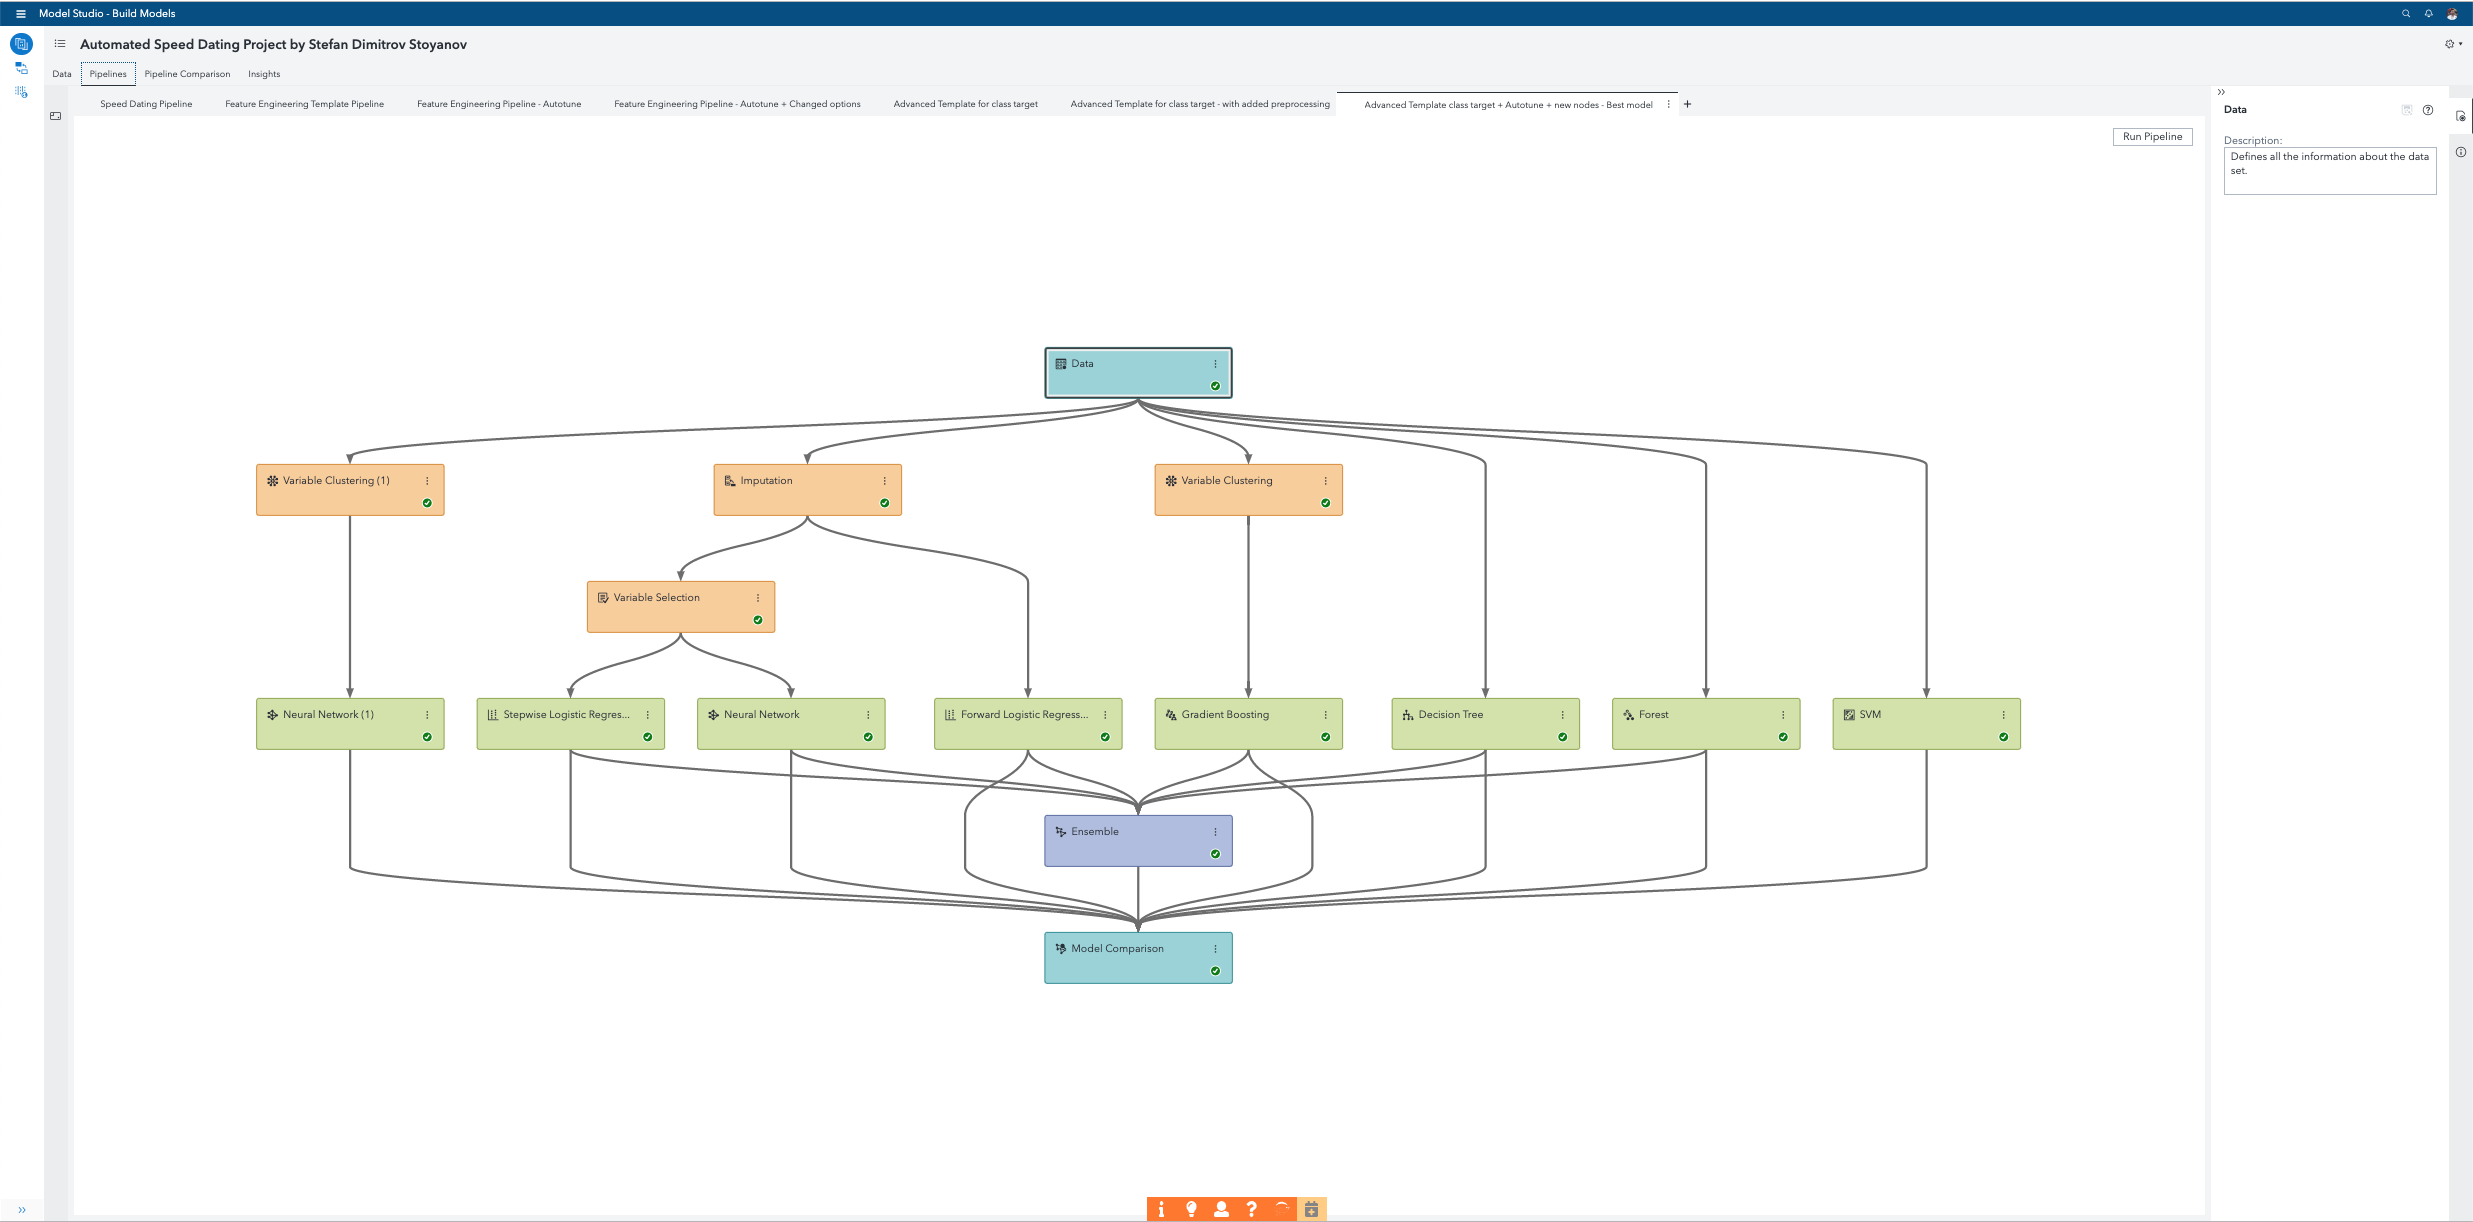 Model Studio - Build Models
Automated Speed Dating Project by Stefan Dimitrov Stoyanov
Data
Pipelines
Pipeline Comparison
Insights
Speed Dating Pipeline
Feature Engineering Template Pipeline
Feature Engineering Pipeline - Autotune
Feature Engineering Pipeline - Autotune + Changed options
Advanced Template for class target
Advanced Template for class target - with added preprocessing
Advanced Template class target + Autotune + new nodes - Best model
Run Pipeline
Data
Description:
Defines all the information about the data
set.
Data
Variable Clustering (1)
Imputation
Variable Clustering
Variable Selection
Neural Network (1)
Stepwise Logistic Regres...
Neural Network
Forward Logistic Regress...
Gradient Boosting
Decision Tree
Forest
SVM
Ensemble
Model Comparison